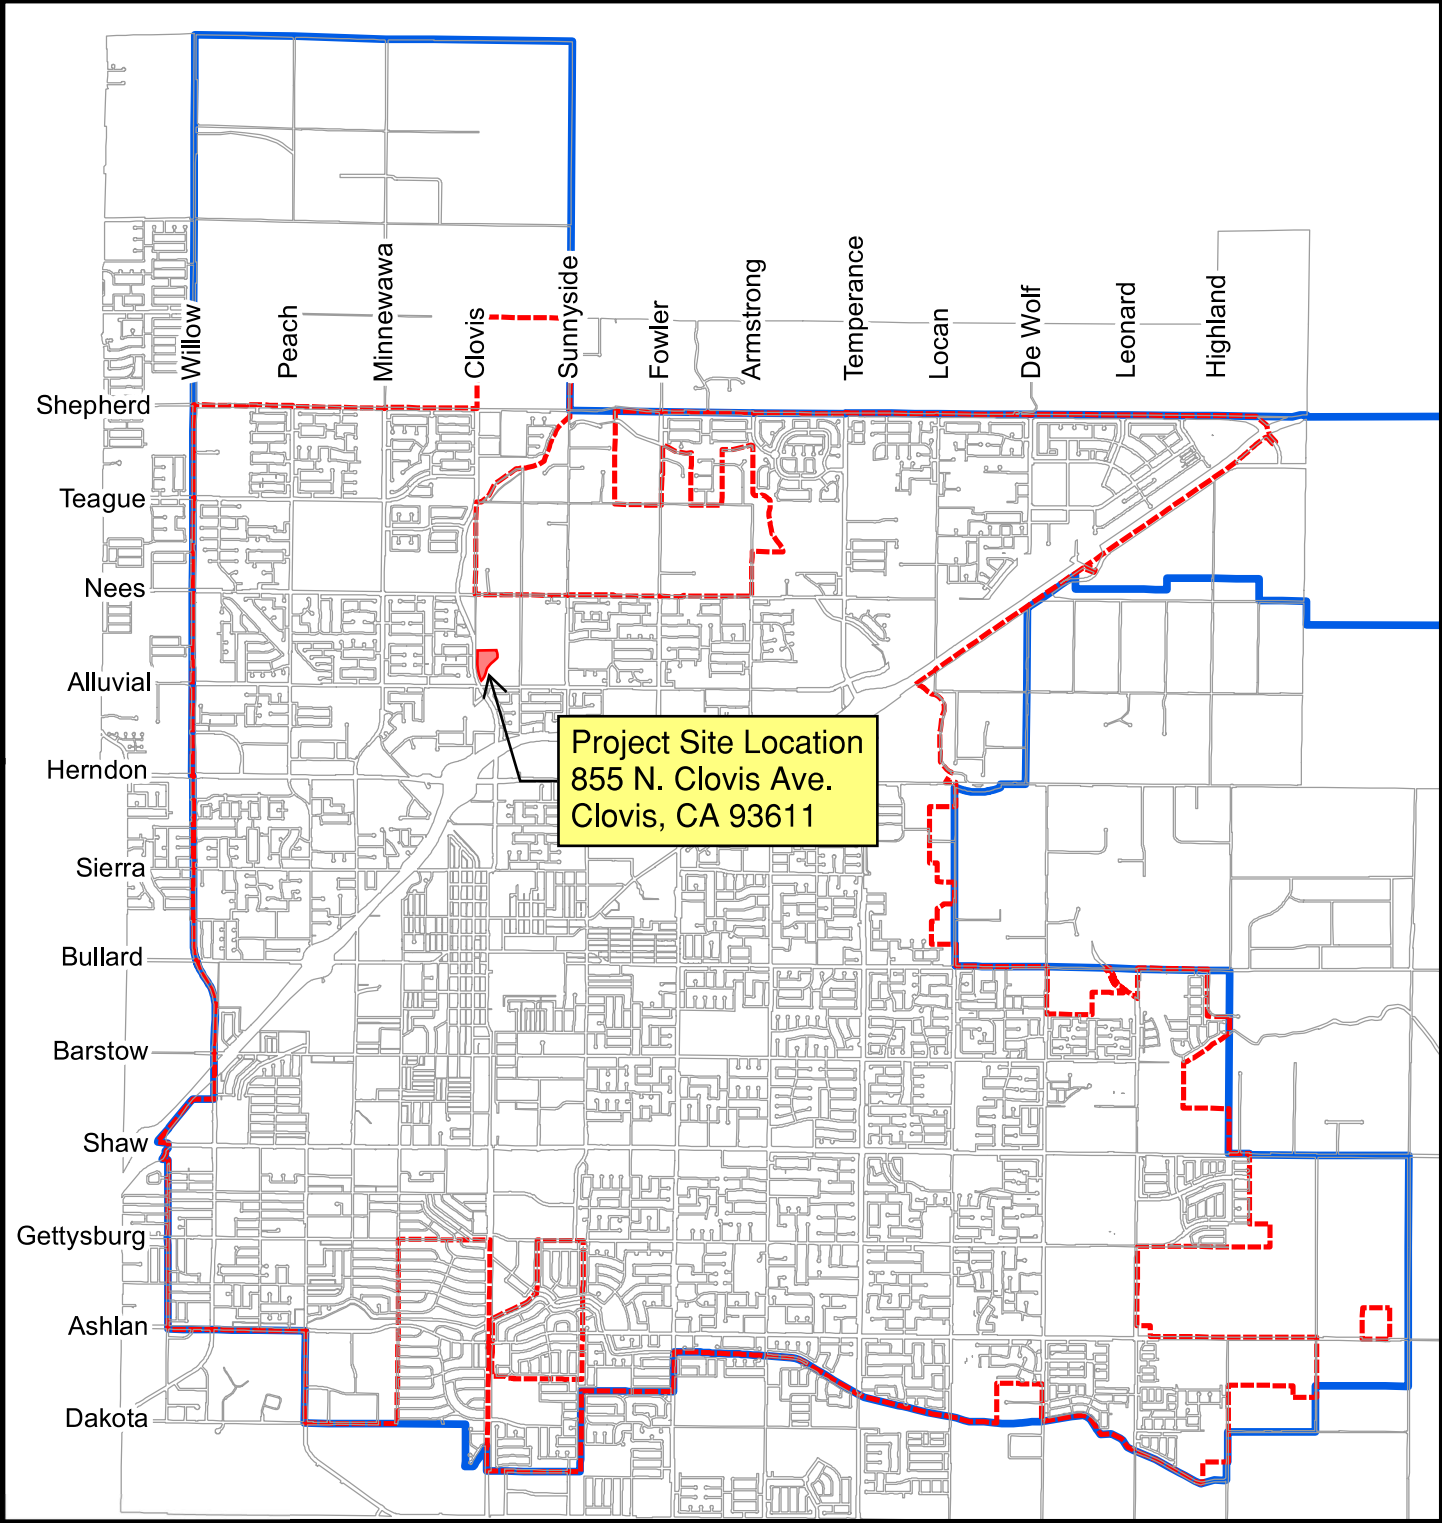 Willow
Peach
Minnewawa
Clovis
Sunnyside
Fowler
Armstrong
Temperance
Locan
De Wolf
Leonard
Highland
Shepherd
Teague
Nees
Alluvial
Herndon
Sierra
Bullard
Barstow
Shaw
Gettysburg
Ashlan
Dakota
Project Site Location
855 N. Clovis Ave.
Clovis, CA 93611